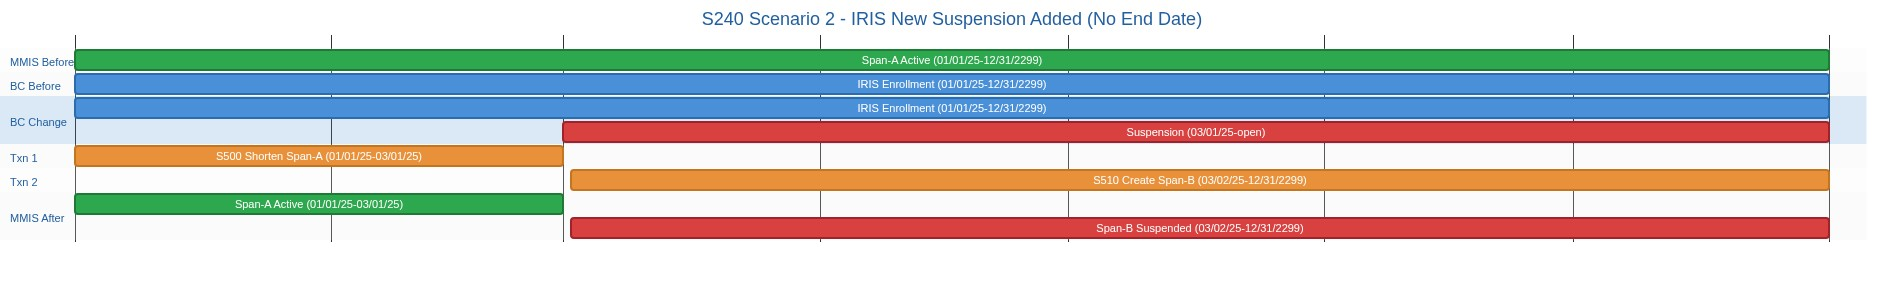 S240 Scenario 2 - IRIS New Suspension Added (No End Date)
MMIS Before
Span-A Active (01/01/25-12/31/2299)
BC Before
IRIS Enrollment (01/01/25-12/31/2299)
BC Change
IRIS Enrollment (01/01/25-12/31/2299)
Suspension (03/01/25-open)
Txn 1
S500 Shorten Span-A (01/01/25-03/01/25)
Txn 2
S510 Create Span-B (03/02/25-12/31/2299)
MMIS After
Span-A Active (01/01/25-03/01/25)
Span-B Suspended (03/02/25-12/31/2299)